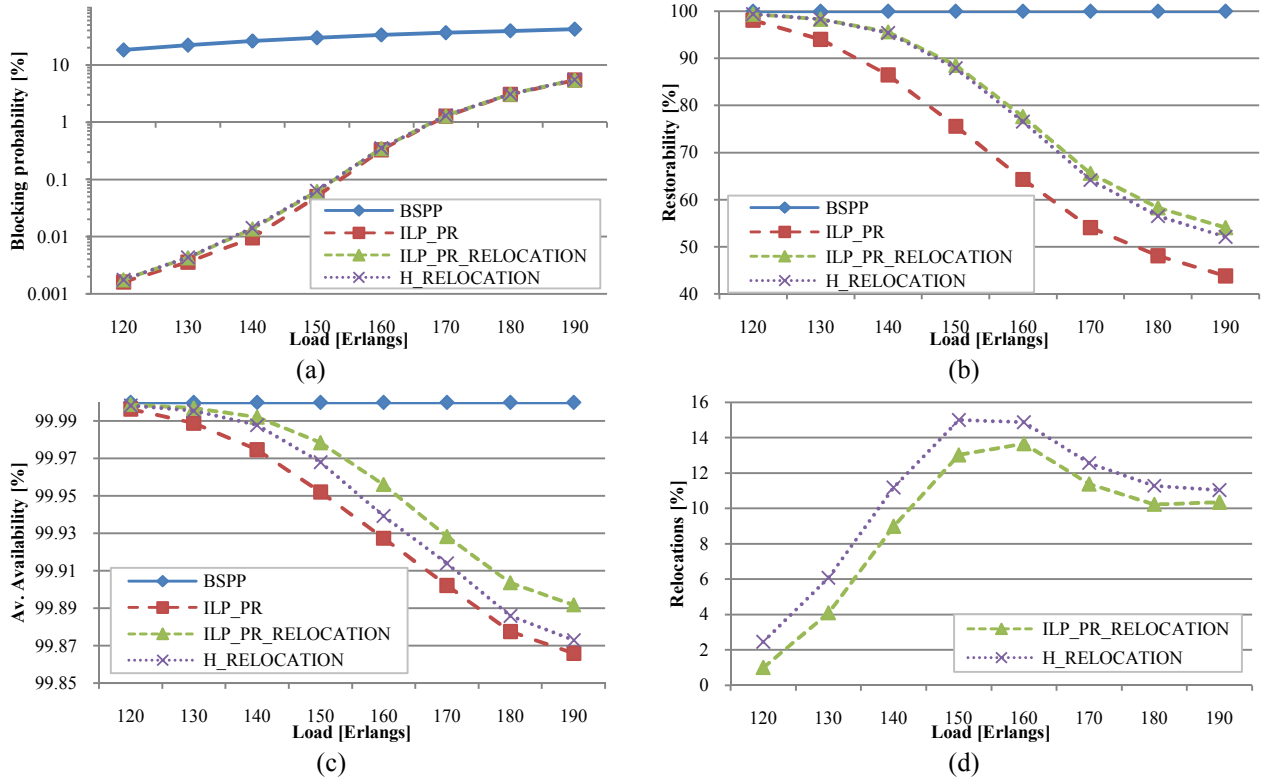 Blocking probability [%]
10
1
0.1
0.01
0.001
BSPP
ILP_PR
ILP_PR_RELOCATION
H_RELOCATION
120 130 140 150 160 170 180 190
Load [Erlangs]
(a)
Restorability [%]
100
90
80
70
60
50
40
BSPP
ILP_PR
ILP_PR_RELOCATION
H_RELOCATION
120 130 140 150 160 170 180 190
Load [Erlangs]
(b)
Av. Availability [%]
99.99
99.97
99.95
99.93
99.91
99.89
99.87
99.85
BSPP
ILP_PR
ILP_PR_RELOCATION
H_RELOCATION
120 130 140 150 160 170 180 190
Load [Erlangs]
(c)
Relocations [%]
16
14
12
10
8
6
4
2
0
ILP_PR_RELOCATION
H_RELOCATION
120 130 140 150 160 170 180 190
Load [Erlangs]
(d)